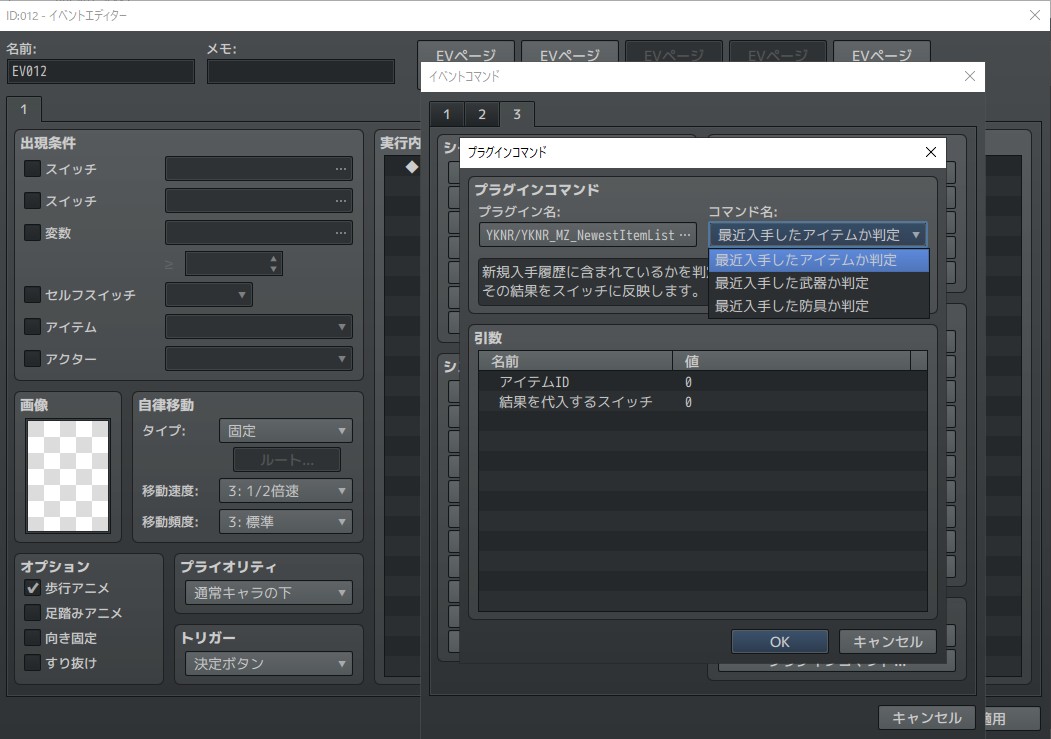 ID:012 - イベントエディター
名前:
メモ:
EV012
EVページ
EVページ
EVページ
EVページ
EVページ
1
出現条件
スイッチ
...
スイッチ
...
変数
...
≥
セルフスイッチ
アイテム
アクター
画像
自律移動
タイプ:
固定
ルート...
移動速度:
3: 1/2倍速
移動頻度:
3: 標準
オプション
歩行アニメ
足踏みアニメ
向き固定
すり抜け
プライオリティ
通常キャラの下
トリガー
決定ボタン
実行内
◆
イベントコマンド
1
2
3
シ
シ
プラグインコマンド
プラグインコマンド
プラグイン名:
コマンド名:
YKNR/YKNR_MZ_NewestItemList ...
最近入手したアイテムか判定
最近入手したアイテムか判定
最近入手した武器か判定
最近入手した防具か判定
新規入手履歴に含まれているかを判
その結果をスイッチに反映します。
引数
名前
値
アイテムID
0
結果を代入するスイッチ
0
OK
キャンセル
プラグインコマンド...
キャンセル
適用